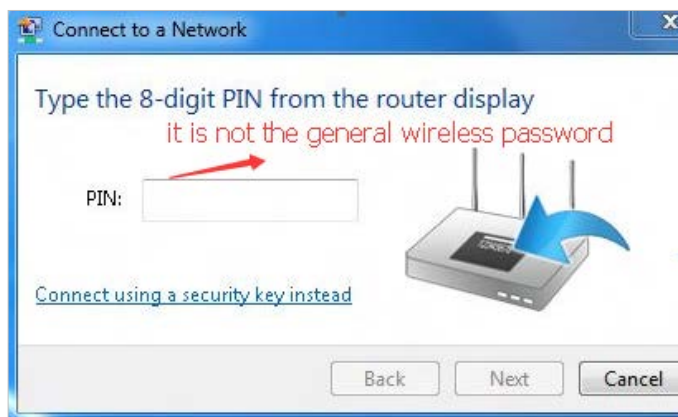 Connect to a Network
X
Type the 8-digit PIN from the router display
it is not the general wireless password
PIN:
Connect using a security key instead
Back
Next
Cancel